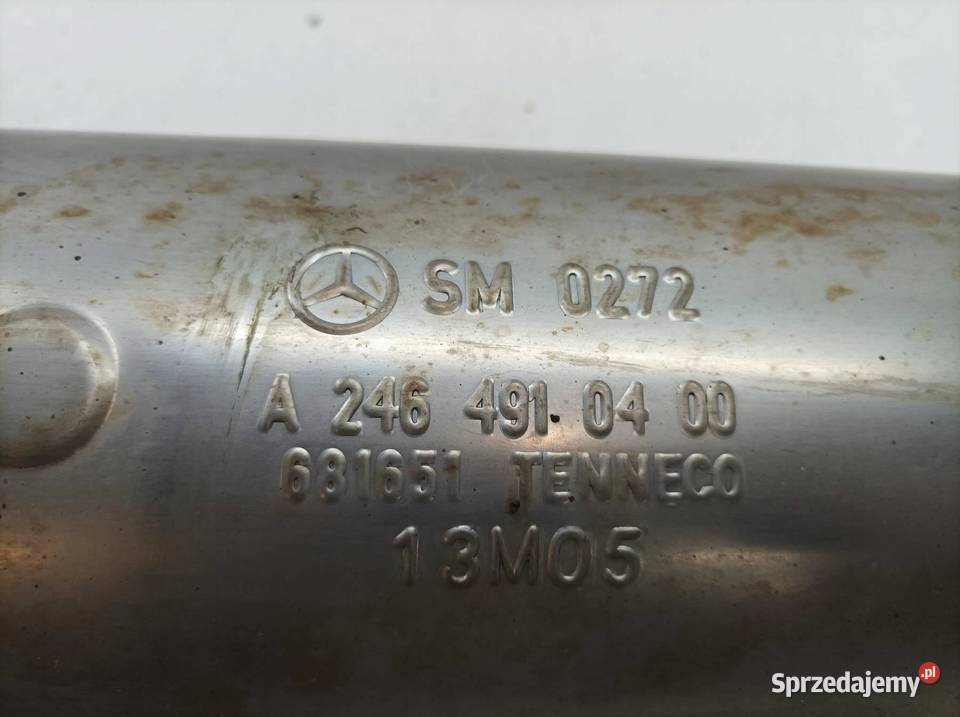 SM 0272
A 246 491 04 00
681651 TENNECO
13M05
Sprzedajemy.pl